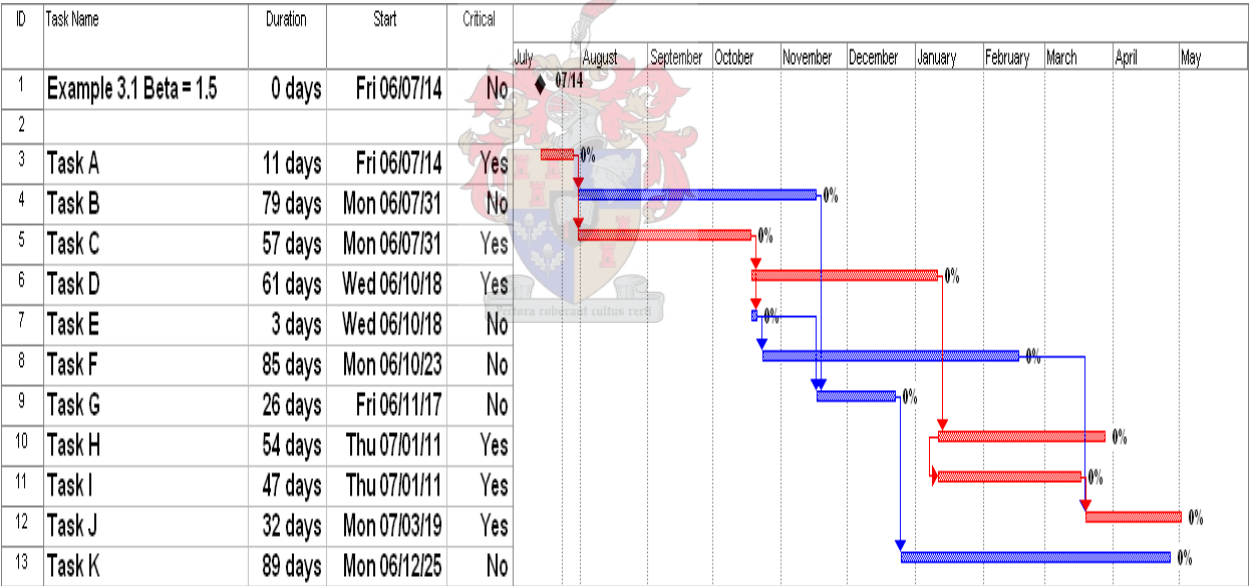 ID Task Name Duration Start Critical
July August September October November December January February March April May
1 Example 3.1 Beta = 1.5 0 days Fri 06/07/14 No 07/14
2
3 Task A 11 days Fri 06/07/14 Yes 0%
4 Task B 79 days Mon 06/07/31 No 0%
5 Task C 57 days Mon 06/07/31 Yes 0%
6 Task D 61 days Wed 06/10/18 Yes 0%
7 Task E 3 days Wed 06/10/18 No 0%
8 Task F 85 days Mon 06/10/23 No 0%
9 Task G 26 days Fri 06/11/17 No 0%
10 Task H 54 days Thu 07/01/11 Yes 0%
11 Task I 47 days Thu 07/01/11 Yes 0%
12 Task J 32 days Mon 07/03/19 Yes 0%
13 Task K 89 days Mon 06/12/25 No 0%
cultus recti